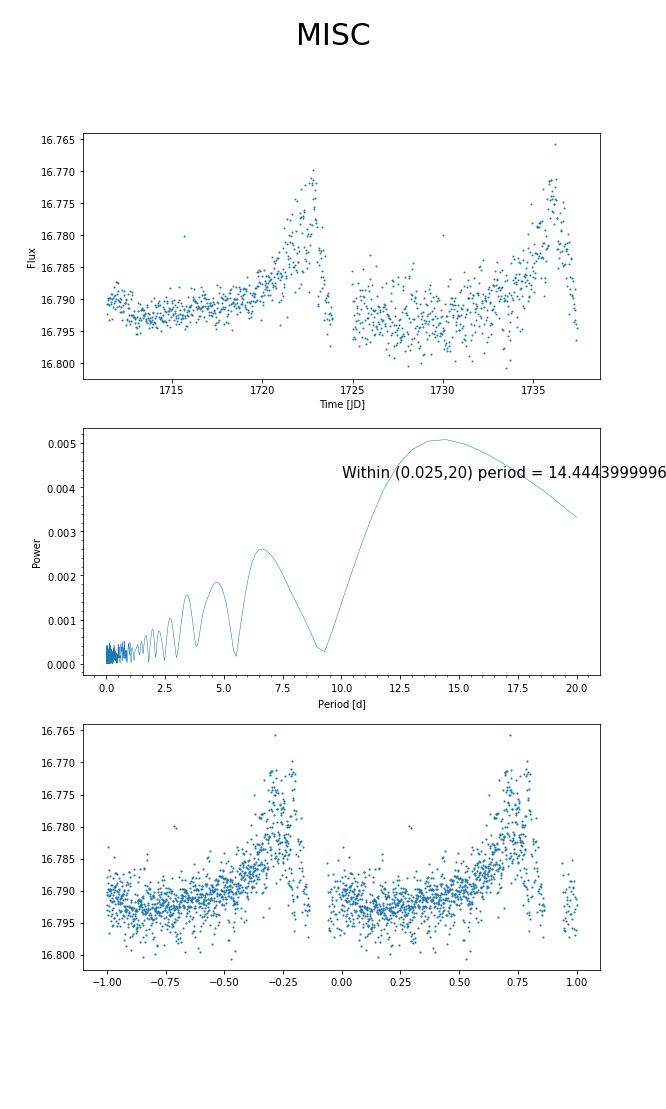 MISC
16.765
16.770
16.775
16.780
16.785
16.790
16.795
16.800
Flux
1715 1720 1725 1730 1735
Time [JD]
0.005
0.004
0.003
0.002
0.001
0.000
Power
Within (0.025,20) period = 14.4443999996
0.0 2.5 5.0 7.5 10.0 12.5 15.0 17.5 20.0
Period [d]
16.765
16.770
16.775
16.780
16.785
16.790
16.795
16.800
−1.00 −0.75 −0.50 −0.25 0.00 0.25 0.50 0.75 1.00